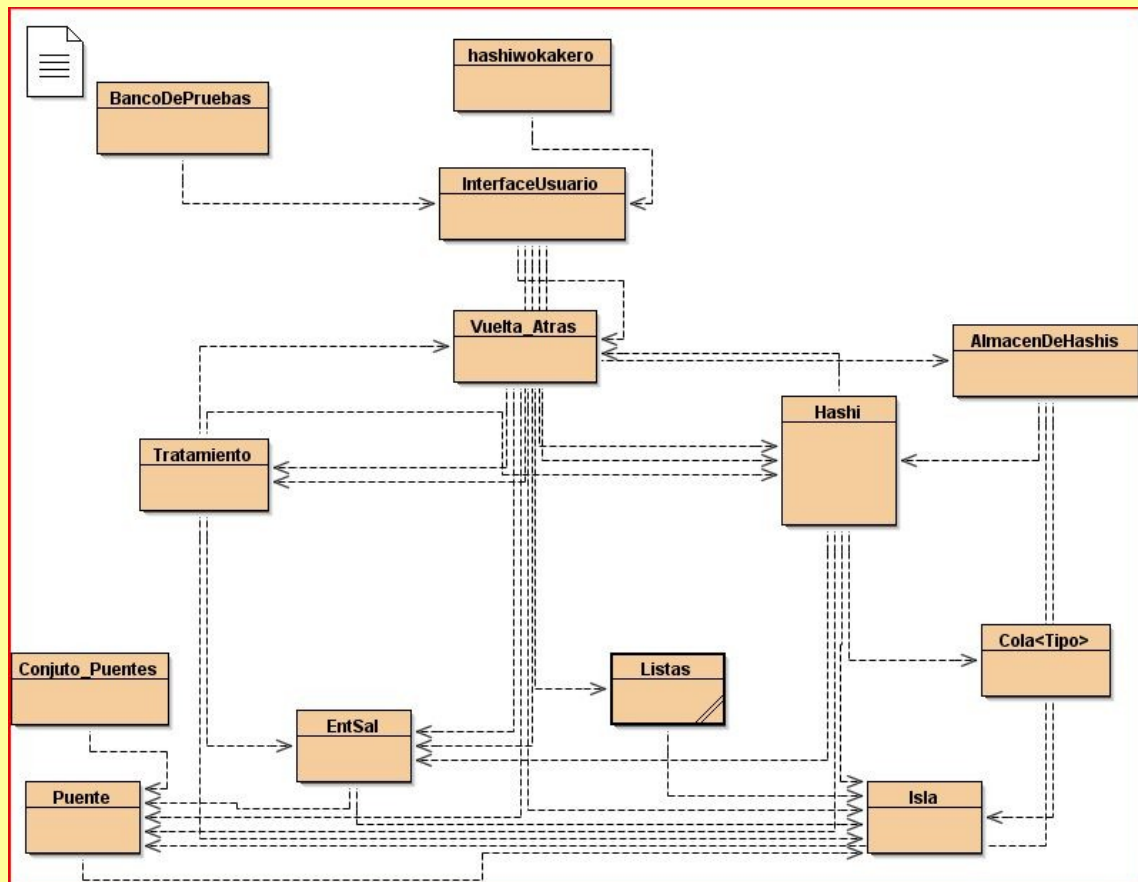 hashiwokakero
BancoDePruebas
InterfaceUsuario
Vuelta_Atras
AlmacenDeHashis
Hashi
Tratamiento
Cola<Tipo>
Conjuto_Puentes
Listas
EntSal
Puente
Isla